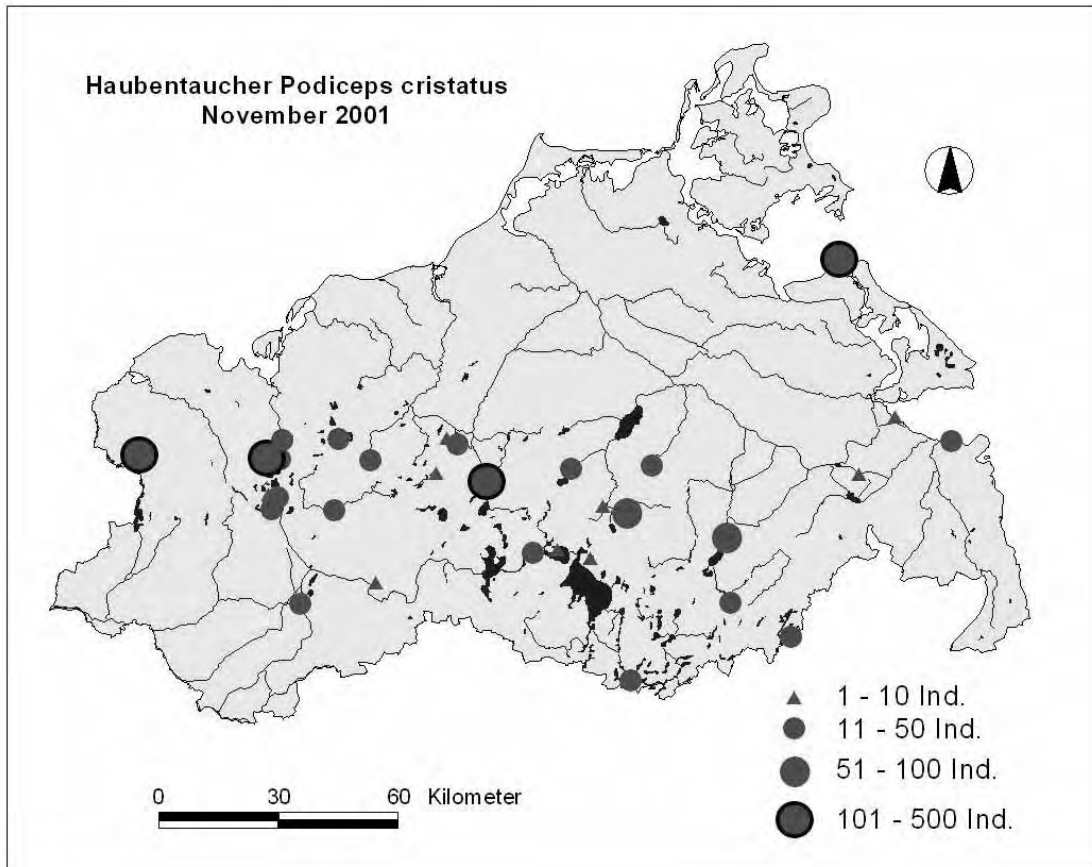 Haubentaucher Podiceps cristatus
November 2001
1 - 10 Ind.
11 - 50 Ind.
51 - 100 Ind.
101 - 500 Ind.
0 30 60 Kilometer